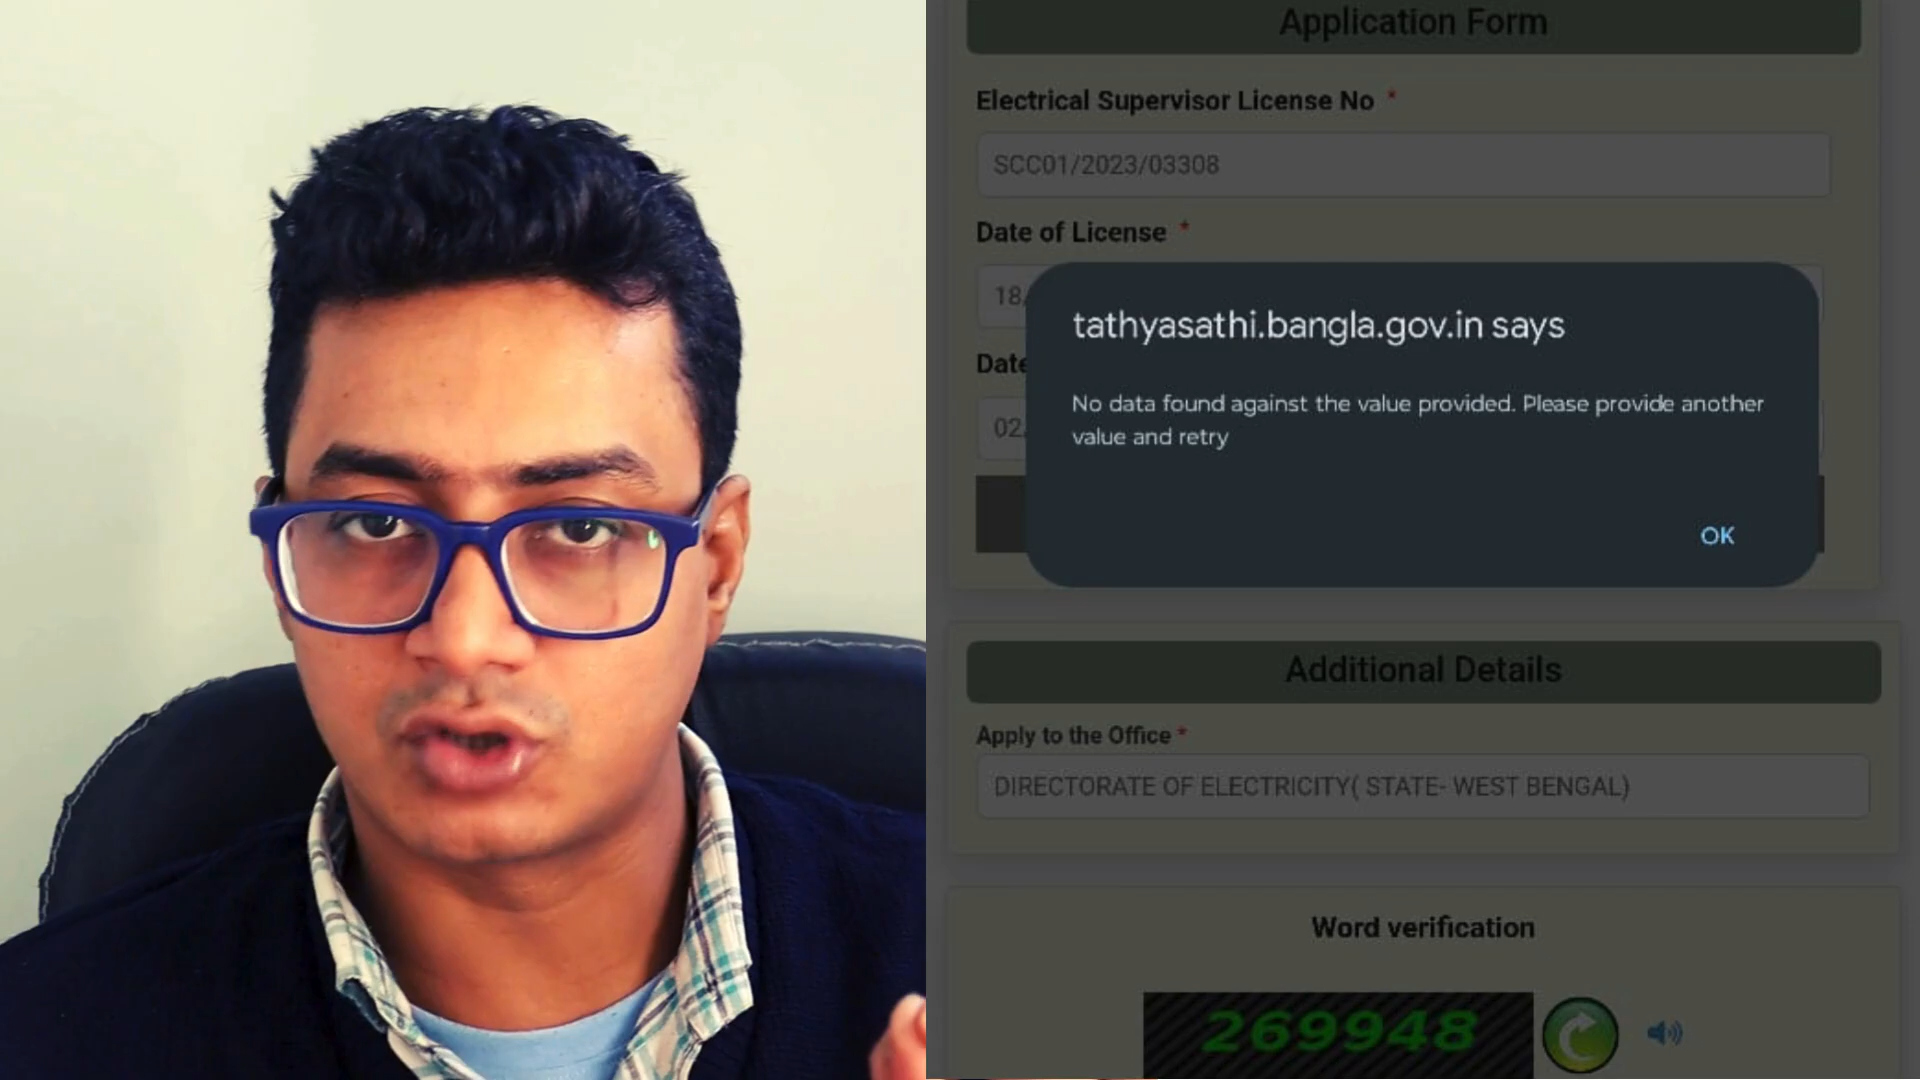 Application Form
Electrical Supervisor License No *
SCC01/2023/03308
Date of License *
18
tathyasathi.bangla.gov.in says
Date
No data found against the value provided. Please provide another
value and retry
02
OK
Additional Details
Apply to the Office *
DIRECTORATE OF ELECTRICITY( STATE- WEST BENGAL)
Word verification
269948